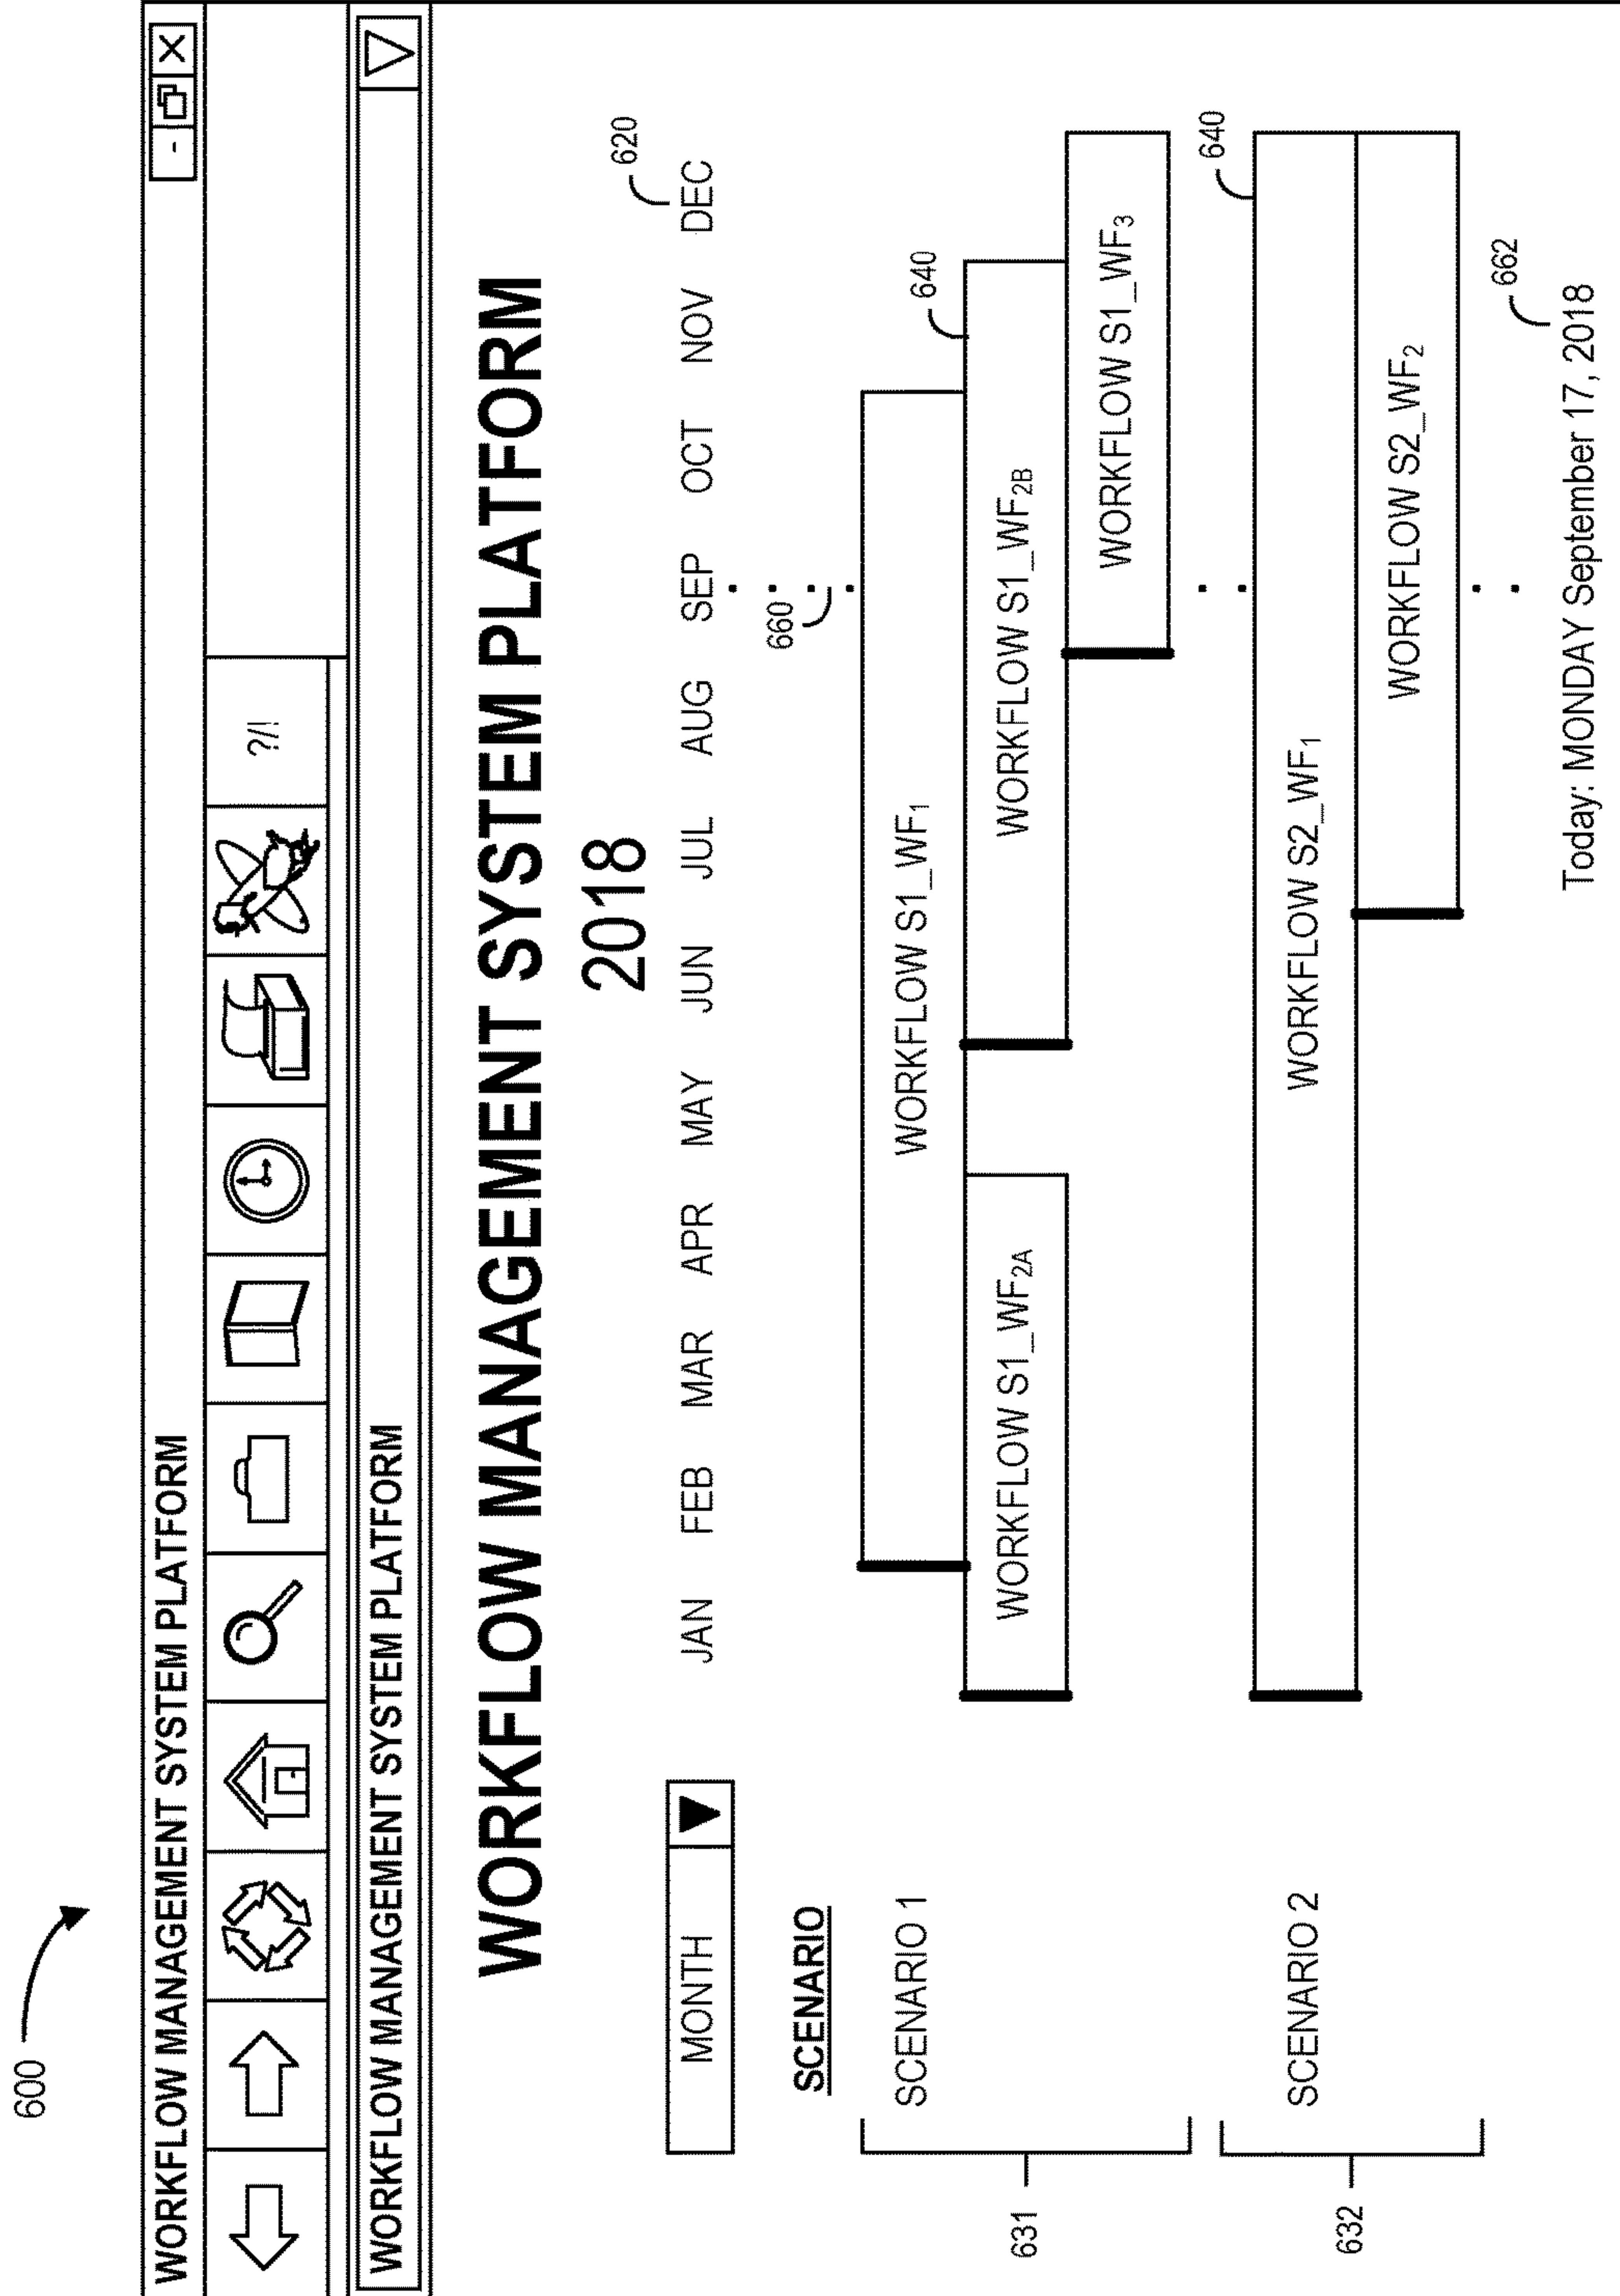 600
WORKFLOW MANAGEMENT SYSTEM PLATFORM
- X
?/!
WORKFLOW MANAGEMENT SYSTEM PLATFORM
WORKFLOW MANAGEMENT SYSTEM PLATFORM
2018
620
MONTH JAN FEB MAR APR MAY JUN JUL AUG SEP OCT NOV DEC
660
SCENARIO
SCENARIO 1
WORKFLOW S1_WF₁
640
WORKFLOW S1_WF₂A WORKFLOW S1_WF₂B
631
WORKFLOW S1_WF₃
640
SCENARIO 2
WORKFLOW S2_WF₁
632
WORKFLOW S2_WF₂
662
Today: MONDAY September 17, 2018